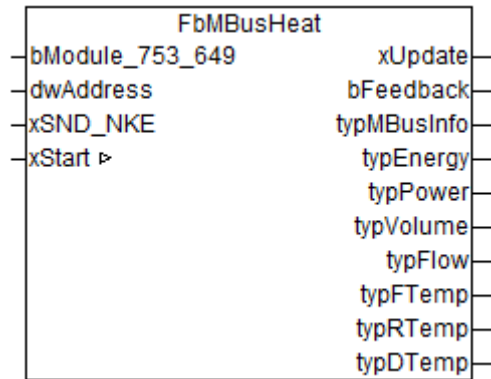 FbMBusHeat
bModule_753_649 xUpdate
dwAddress bFeedback
xSND_NKE typMBusInfo
xStart typEnergy
typPower
typVolume
typFlow
typFTemp
typRTemp
typDTemp